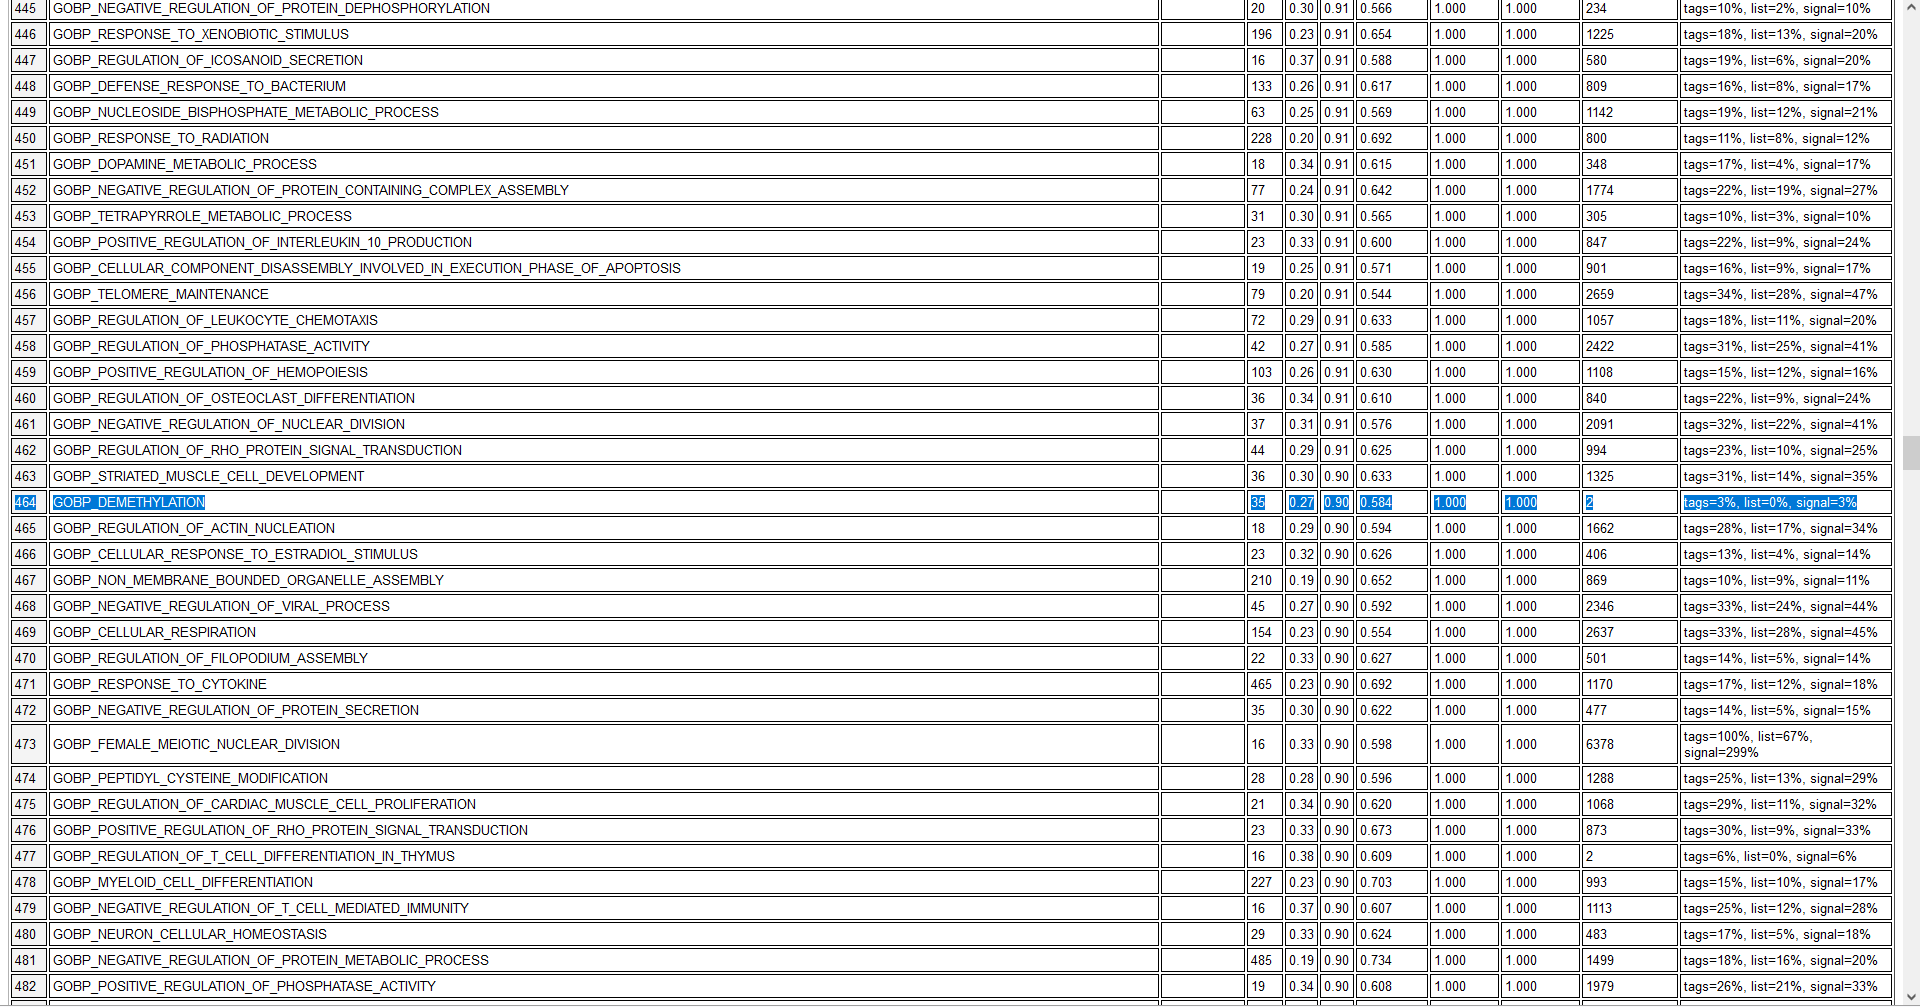 445 GOBP_NEGATIVE_REGULATION_OF_PROTEIN_DEPHOSPHORYLATION 20 0.30 0.91 0.566 1.000 1.000 234 tags=10%, list=2%, signal=10%
446 GOBP_RESPONSE_TO_XENOBIOTIC_STIMULUS 196 0.23 0.91 0.654 1.000 1.000 1225 tags=18%, list=13%, signal=20%
447 GOBP_REGULATION_OF_ICOSANOID_SECRETION 16 0.37 0.91 0.588 1.000 1.000 580 tags=19%, list=6%, signal=20%
448 GOBP_DEFENSE_RESPONSE_TO_BACTERIUM 133 0.26 0.91 0.617 1.000 1.000 809 tags=16%, list=8%, signal=17%
449 GOBP_NUCLEOSIDE_BISPHOSPHATE_METABOLIC_PROCESS 63 0.25 0.91 0.569 1.000 1.000 1142 tags=19%, list=12%, signal=21%
450 GOBP_RESPONSE_TO_RADIATION 228 0.20 0.91 0.692 1.000 1.000 800 tags=11%, list=8%, signal=12%
451 GOBP_DOPAMINE_METABOLIC_PROCESS 18 0.34 0.91 0.615 1.000 1.000 348 tags=17%, list=4%, signal=17%
452 GOBP_NEGATIVE_REGULATION_OF_PROTEIN_CONTAINING_COMPLEX_ASSEMBLY 77 0.24 0.91 0.642 1.000 1.000 1774 tags=22%, list=19%, signal=27%
453 GOBP_TETRAPYRROLE_METABOLIC_PROCESS 31 0.30 0.91 0.565 1.000 1.000 305 tags=10%, list=3%, signal=10%
454 GOBP_POSITIVE_REGULATION_OF_INTERLEUKIN_10_PRODUCTION 23 0.33 0.91 0.600 1.000 1.000 847 tags=22%, list=9%, signal=24%
455 GOBP_CELLULAR_COMPONENT_DISASSEMBLY_INVOLVED_IN_EXECUTION_PHASE_OF_APOPTOSIS 19 0.25 0.91 0.571 1.000 1.000 901 tags=16%, list=9%, signal=17%
456 GOBP_TELOMERE_MAINTENANCE 79 0.20 0.91 0.544 1.000 1.000 2659 tags=34%, list=28%, signal=47%
457 GOBP_REGULATION_OF_LEUKOCYTE_CHEMOTAXIS 72 0.29 0.91 0.633 1.000 1.000 1057 tags=18%, list=11%, signal=20%
458 GOBP_REGULATION_OF_PHOSPHATASE_ACTIVITY 42 0.27 0.91 0.585 1.000 1.000 2422 tags=31%, list=25%, signal=41%
459 GOBP_POSITIVE_REGULATION_OF_HEMOPOIESIS 103 0.26 0.91 0.630 1.000 1.000 1108 tags=15%, list=12%, signal=16%
460 GOBP_REGULATION_OF_OSTEOCLAST_DIFFERENTIATION 36 0.34 0.91 0.610 1.000 1.000 840 tags=22%, list=9%, signal=24%
461 GOBP_NEGATIVE_REGULATION_OF_NUCLEAR_DIVISION 37 0.31 0.91 0.576 1.000 1.000 2091 tags=32%, list=22%, signal=41%
462 GOBP_REGULATION_OF_RHO_PROTEIN_SIGNAL_TRANSDUCTION 44 0.29 0.91 0.625 1.000 1.000 994 tags=23%, list=10%, signal=25%
463 GOBP_STRIATED_MUSCLE_CELL_DEVELOPMENT 36 0.30 0.90 0.633 1.000 1.000 1325 tags=31%, list=14%, signal=35%
464 GOBP_DEMETHYLATION 35 0.27 0.90 0.584 1.000 1.000 2 tags=3%, list=0%, signal=3%
465 GOBP_REGULATION_OF_ACTIN_NUCLEATION 18 0.29 0.90 0.594 1.000 1.000 1662 tags=28%, list=17%, signal=34%
466 GOBP_CELLULAR_RESPONSE_TO_ESTRADIOL_STIMULUS 23 0.32 0.90 0.626 1.000 1.000 406 tags=13%, list=4%, signal=14%
467 GOBP_NON_MEMBRANE_BOUNDED_ORGANELLE_ASSEMBLY 210 0.19 0.90 0.652 1.000 1.000 869 tags=10%, list=9%, signal=11%
468 GOBP_NEGATIVE_REGULATION_OF_VIRAL_PROCESS 45 0.27 0.90 0.592 1.000 1.000 2346 tags=33%, list=24%, signal=44%
469 GOBP_CELLULAR_RESPIRATION 154 0.23 0.90 0.554 1.000 1.000 2637 tags=33%, list=28%, signal=45%
470 GOBP_REGULATION_OF_FILOPODIUM_ASSEMBLY 22 0.33 0.90 0.627 1.000 1.000 501 tags=14%, list=5%, signal=14%
471 GOBP_RESPONSE_TO_CYTOKINE 465 0.23 0.90 0.692 1.000 1.000 1170 tags=17%, list=12%, signal=18%
472 GOBP_NEGATIVE_REGULATION_OF_PROTEIN_SECRETION 35 0.30 0.90 0.622 1.000 1.000 477 tags=14%, list=5%, signal=15%
473 GOBP_FEMALE_MEIOTIC_NUCLEAR_DIVISION 16 0.33 0.90 0.598 1.000 1.000 6378 tags=100%, list=67%,
signal=299%
474 GOBP_PEPTIDYL_CYSTEINE_MODIFICATION 28 0.28 0.90 0.596 1.000 1.000 1288 tags=25%, list=13%, signal=29%
475 GOBP_REGULATION_OF_CARDIAC_MUSCLE_CELL_PROLIFERATION 21 0.34 0.90 0.620 1.000 1.000 1068 tags=29%, list=11%, signal=32%
476 GOBP_POSITIVE_REGULATION_OF_RHO_PROTEIN_SIGNAL_TRANSDUCTION 23 0.33 0.90 0.673 1.000 1.000 873 tags=30%, list=9%, signal=33%
477 GOBP_REGULATION_OF_T_CELL_DIFFERENTIATION_IN_THYMUS 16 0.38 0.90 0.609 1.000 1.000 2 tags=6%, list=0%, signal=6%
478 GOBP_MYELOID_CELL_DIFFERENTIATION 227 0.23 0.90 0.703 1.000 1.000 993 tags=15%, list=10%, signal=17%
479 GOBP_NEGATIVE_REGULATION_OF_T_CELL_MEDIATED_IMMUNITY 16 0.37 0.90 0.607 1.000 1.000 1113 tags=25%, list=12%, signal=28%
480 GOBP_NEURON_CELLULAR_HOMEOSTASIS 29 0.33 0.90 0.624 1.000 1.000 483 tags=17%, list=5%, signal=18%
481 GOBP_NEGATIVE_REGULATION_OF_PROTEIN_METABOLIC_PROCESS 485 0.19 0.90 0.734 1.000 1.000 1499 tags=18%, list=16%, signal=20%
482 GOBP_POSITIVE_REGULATION_OF_PHOSPHATASE_ACTIVITY 19 0.34 0.90 0.608 1.000 1.000 1979 tags=26%, list=21%, signal=33%